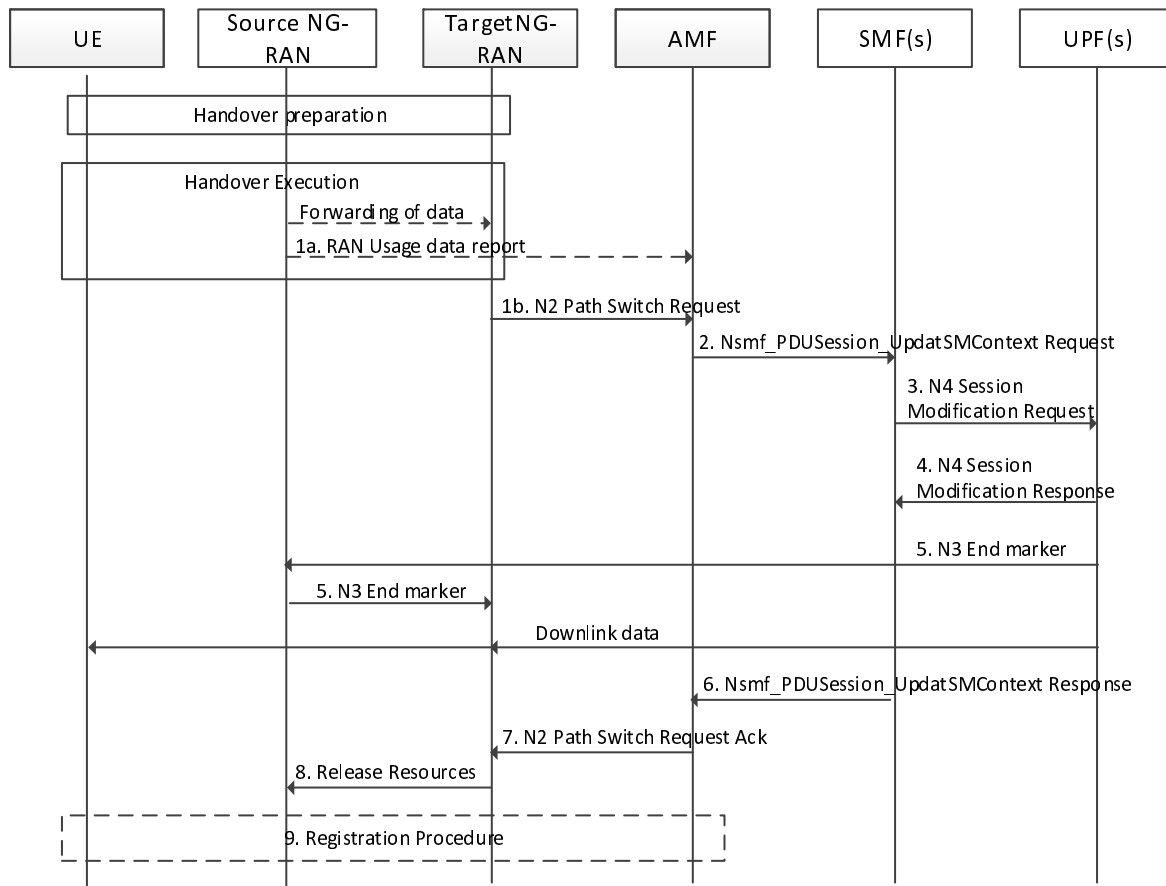 UE
Source NG-
RAN
TargetNG-
RAN
AMF
SMF(s)
UPF(s)
Handover preparation
Handover Execution
Forwarding of data
1a. RAN Usage data report
1b. N2 Path Switch Request
2. Nsmf_PDUSession_UpdatSMContext Request
3. N4 Session
Modification Request
4. N4 Session
Modification Response
5. N3 End marker
5. N3 End marker
Downlink data
6. Nsmf_PDUSession_UpdatSMContext Response
7. N2 Path Switch Request Ack
8. Release Resources
9. Registration Procedure